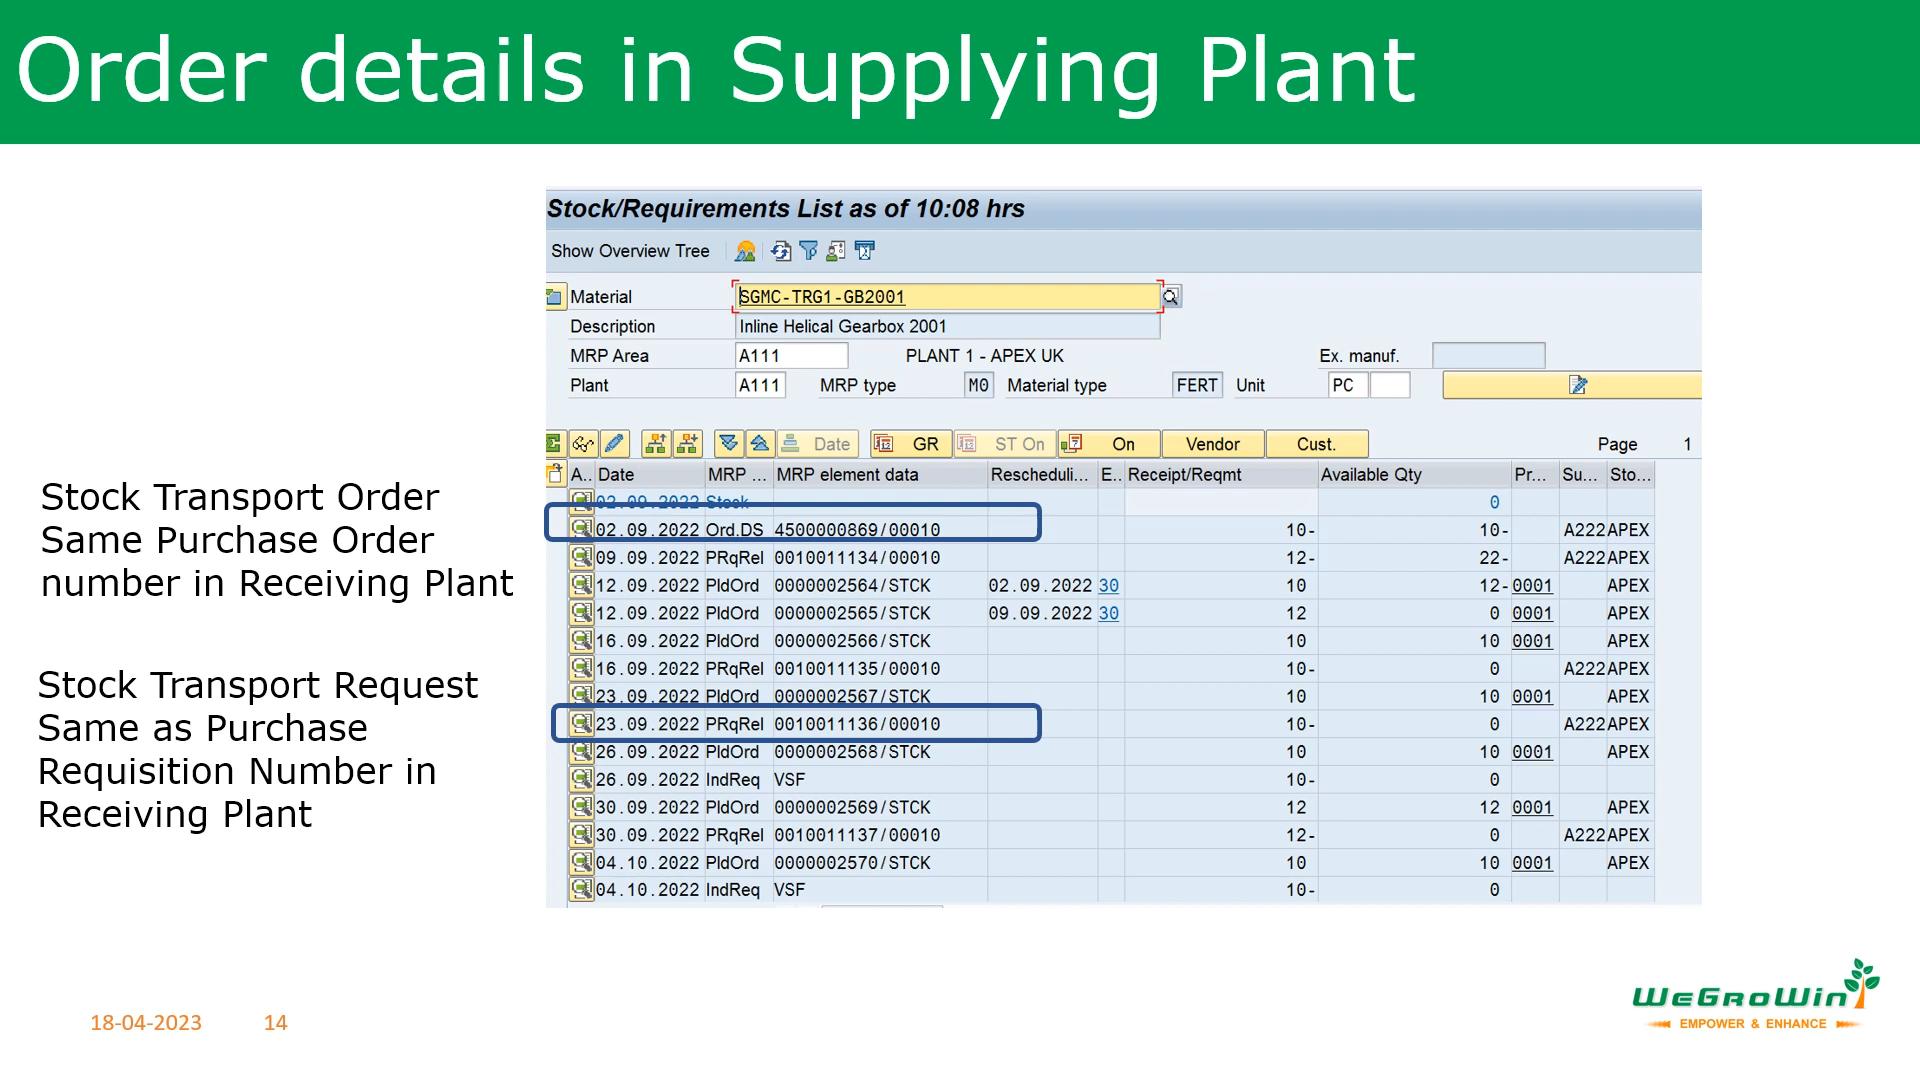 Order details in Supplying Plant
Stock/Requirements List as of 10:08 hrs
Show Overview Tree
Material SGMC-TRG1-GB2001
Description Inline Helical Gearbox 2001
MRP Area A111 PLANT 1 - APEX UK Ex. manuf.
Plant A111 MRP type M0 Material type FERT Unit PC
Date GR ST On On Vendor Cust. Page 1
A.. Date MRP ... MRP element data Rescheduli... E.. Receipt/Reqmt Available Qty Pr... Su... Sto...
02.09.2022 Stock 0
02.09.2022 Ord.DS 4500000869/00010 10- 10- A222 APEX
09.09.2022 PRqRel 0010011134/00010 12- 22- A222 APEX
12.09.2022 PldOrd 0000002564/STCK 02.09.2022 30 10 12- 0001 APEX
12.09.2022 PldOrd 0000002565/STCK 09.09.2022 30 12 0 0001 APEX
16.09.2022 PldOrd 0000002566/STCK 10 10 0001 APEX
16.09.2022 PRqRel 0010011135/00010 10- 0 A222 APEX
23.09.2022 PldOrd 0000002567/STCK 10 10 0001 APEX
23.09.2022 PRqRel 0010011136/00010 10- 0 A222 APEX
26.09.2022 PldOrd 0000002568/STCK 10 10 0001 APEX
26.09.2022 IndReq VSF 10- 0
30.09.2022 PldOrd 0000002569/STCK 12 12 0001 APEX
30.09.2022 PRqRel 0010011137/00010 12- 0 A222 APEX
04.10.2022 PldOrd 0000002570/STCK 10 10 0001 APEX
04.10.2022 IndReq VSF 10- 0
Stock Transport Order
Same Purchase Order
number in Receiving Plant
Stock Transport Request
Same as Purchase
Requisition Number in
Receiving Plant
18-04-2023 14
WeGroWin
EMPOWER & ENHANCE